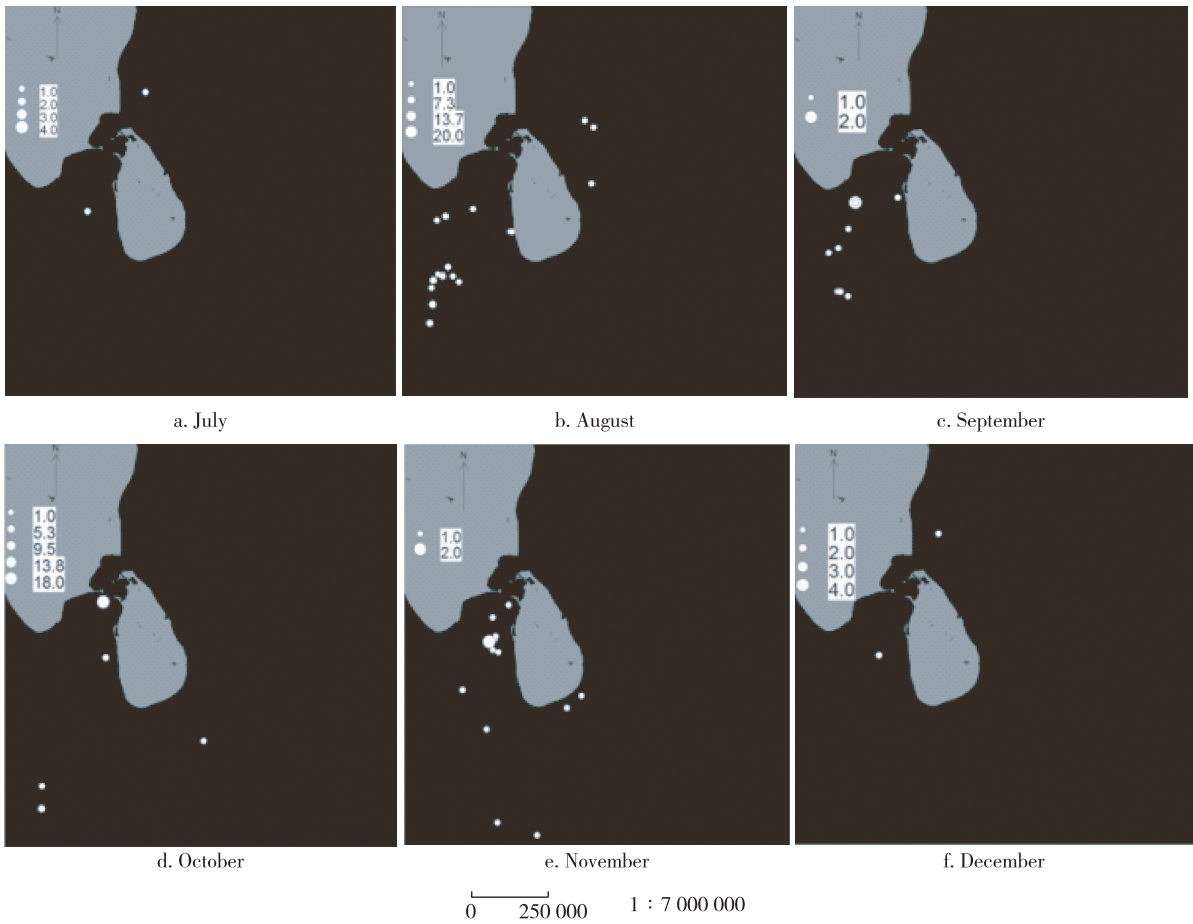 N
1.0
2.0
3.0
4.0
a. July
N
1.0
7.3
13.7
20.0
b. August
N
1.0
2.0
c. September
N
1.0
5.3
9.5
13.8
18.0
d. October
N
1.0
2.0
e. November
N
1.0
2.0
3.0
4.0
f. December
0 250 000 1 : 7 000 000